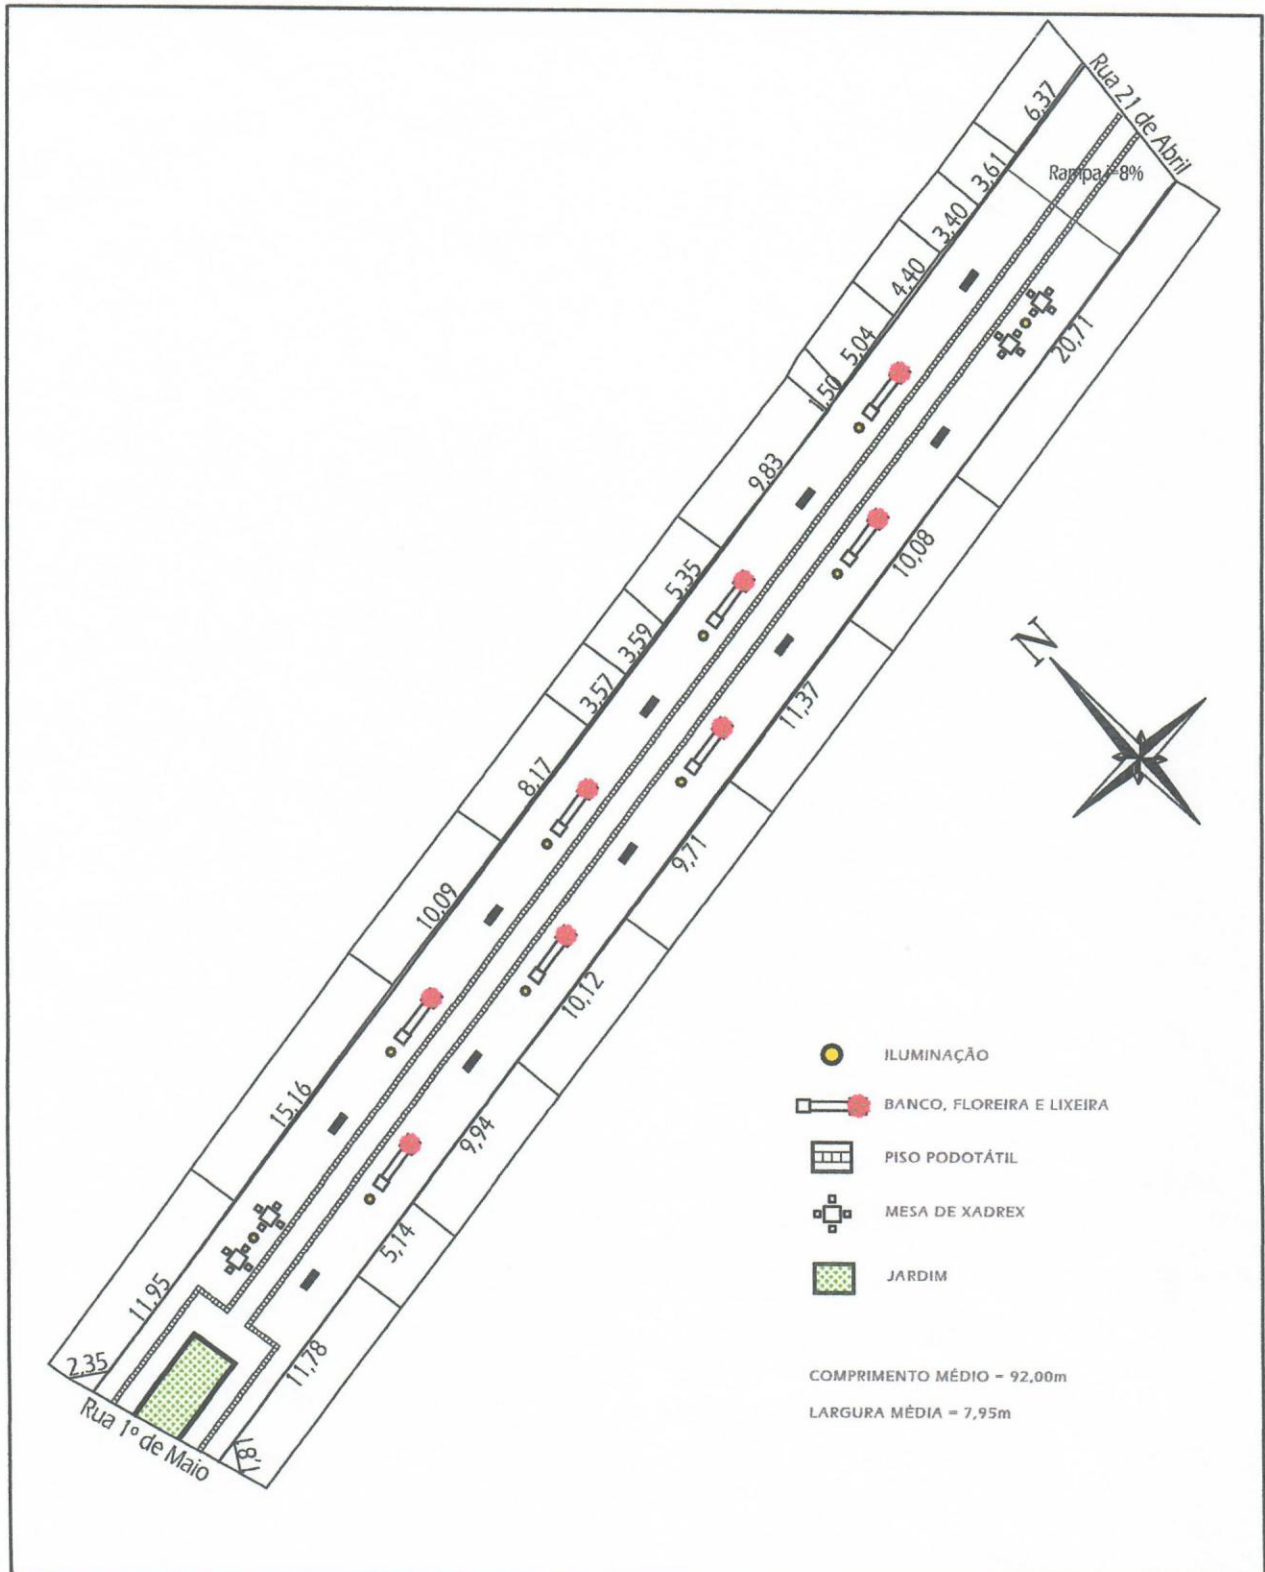 Rua 21 de Abril
Rampa i=8%
6,37
3,61
3,40
4,40
5,04
1,50
9,83
5,35
3,59
3,57
8,17
10,09
15,16
11,95
2,35
20,71
10,08
11,37
9,71
10,12
9,94
5,14
11,78
1,87
Rua 1º de Maio
N
ILUMINAÇÃO
BANCO, FLOREIRA E LIXEIRA
PISO PODOTÁTIL
MESA DE XADREX
JARDIM
COMPRIMENTO MÉDIO = 92,00m
LARGURA MÉDIA = 7,95m